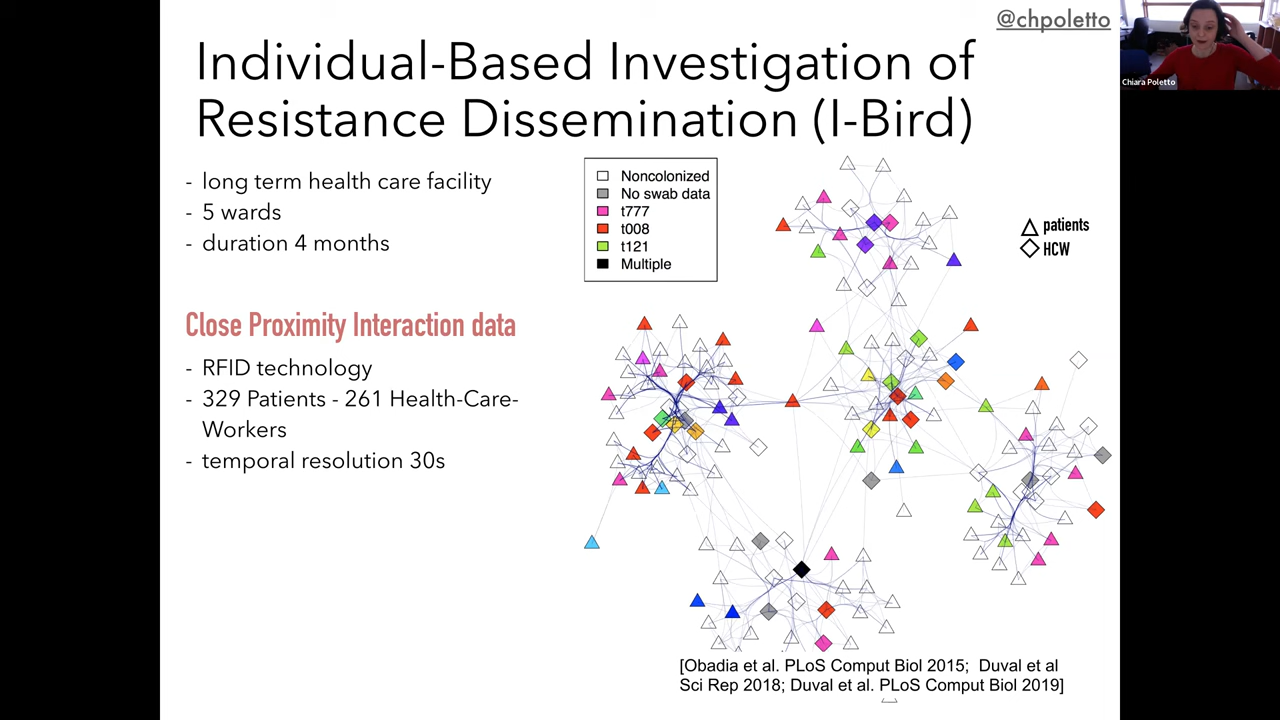 @chpoletto
Chiara Poletto
Individual-Based Investigation of
Resistance Dissemination (I-Bird)
- long term health care facility
- 5 wards
- duration 4 months
Close Proximity Interaction data
- RFID technology
- 329 Patients - 261 Health-Care-
Workers
- temporal resolution 30s
Noncolonized
No swab data
t777
t008
t121
Multiple
patients
HCW
[Obadia et al. PLoS Comput Biol 2015; Duval et al
Sci Rep 2018; Duval et al. PLoS Comput Biol 2019]